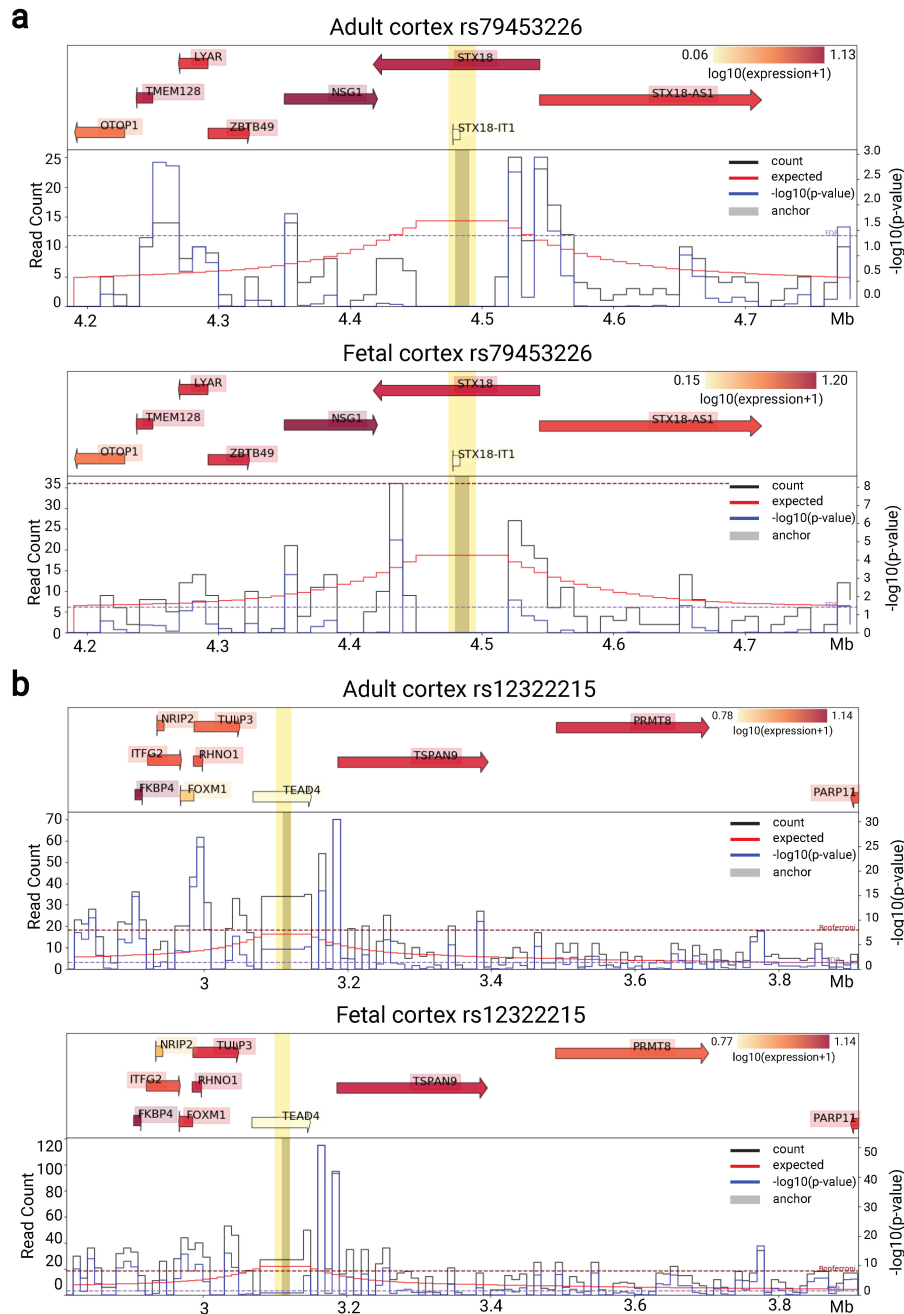 a
Adult cortex rs79453226
LYAR
STX18
0.06
1.13
log10(expression+1)
TMEM128
NSG1
STX18-AS1
OTOP1
ZBTB49
STX18-IT1
25
20
15
10
5
0
Read Count
count
expected
-log10(p-value)
anchor
FDR
3.0
2.5
2.0
1.5
1.0
0.5
0.0
-log10(p-value)
4.2
4.3
4.4
4.5
4.6
4.7
Mb
Fetal cortex rs79453226
LYAR
STX18
0.15
1.20
log10(expression+1)
TMEM128
NSG1
STX18-AS1
OTOP1
ZBTB49
STX18-IT1
35
30
25
20
15
10
5
0
Read Count
count
expected
-log10(p-value)
anchor
FDR
8
7
6
5
4
3
2
1
0
-log10(p-value)
4.2
4.3
4.4
4.5
4.6
4.7
Mb
b
Adult cortex rs12322215
NRIP2
TULP3
PRMT8
0.78
1.14
log10(expression+1)
ITFG2
RHNO1
TSPAN9
FKBP4
FOXM1
TEAD4
PARP11
70
60
50
40
30
20
10
0
Read Count
count
expected
-log10(p-value)
anchor
Bonferroni
FDR
30
25
20
15
10
5
0
-log10(p-value)
3
3.2
3.4
3.6
3.8
Mb
Fetal cortex rs12322215
NRIP2
TULP3
PRMT8
0.77
1.14
log10(expression+1)
ITFG2
RHNO1
TSPAN9
FKBP4
FOXM1
TEAD4
PARP11
120
100
80
60
40
20
0
Read Count
count
expected
-log10(p-value)
anchor
Bonferroni
50
40
30
20
10
0
-log10(p-value)
3
3.2
3.4
3.6
3.8
Mb